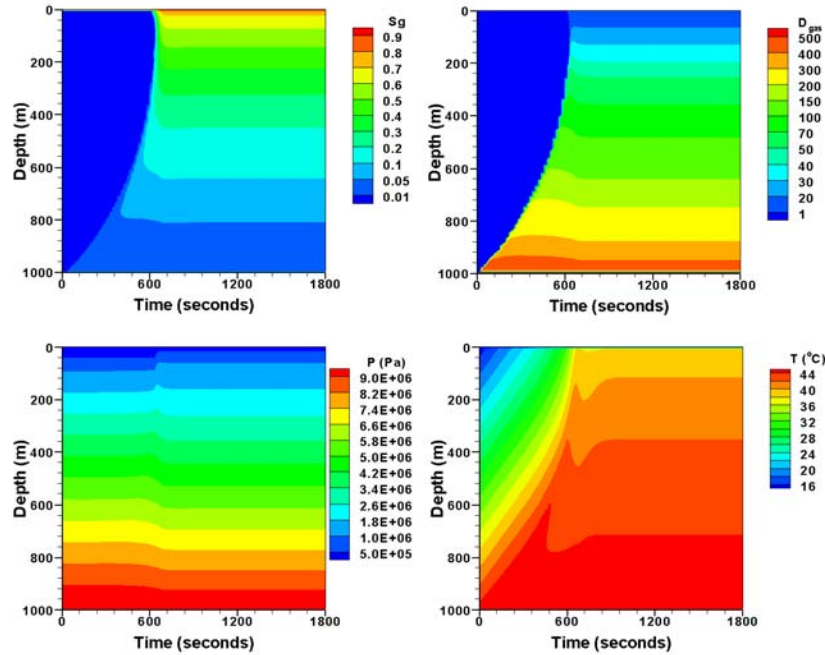 Sg
0.9
0.8
0.7
0.6
0.5
0.4
0.3
0.2
0.1
0.05
0.01
0
200
400
600
800
1000
Depth (m)
0 600 1200 1800
Time (seconds)
D gas
500
400
300
200
150
100
70
50
40
30
20
1
0
200
400
600
800
1000
Depth (m)
0 600 1200 1800
Time (seconds)
P (Pa)
9.0E+06
8.2E+06
7.4E+06
6.6E+06
5.8E+06
5.0E+06
4.2E+06
3.4E+06
2.6E+06
1.8E+06
1.0E+06
5.0E+05
0
200
400
600
800
1000
Depth (m)
0 600 1200 1800
Time (seconds)
T (°C)
44
40
36
32
28
24
20
16
0
200
400
600
800
1000
Depth (m)
0 600 1200 1800
Time (seconds)